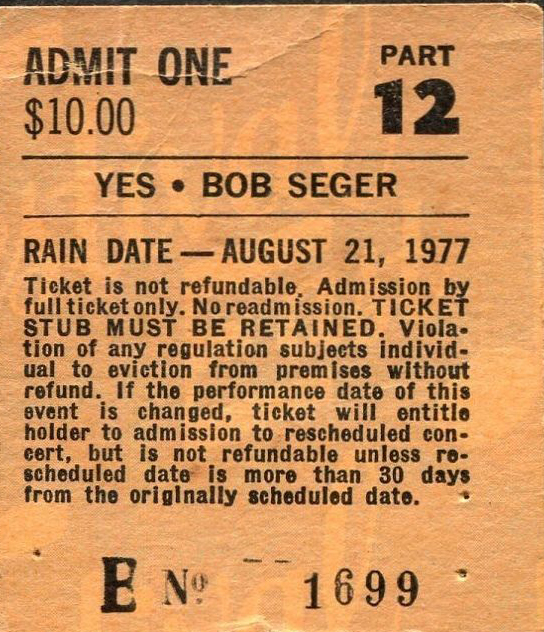 ADMIT ONE
PART
$10.00
12
YES • BOB SEGER
RAIN DATE — AUGUST 21, 1977
Ticket is not refundable. Admission by
full ticket only. No readmission. TICKET
STUB MUST BE RETAINED. Viola-
tion of any regulation subjects individ-
ual to eviction from premises without
refund. If the performance date of this
event is changed, ticket will entitle
holder to admission to rescheduled con-
cert, but is not refundable unless re-
scheduled date is more than 30 days
from the originally scheduled date.
E Nº 1699